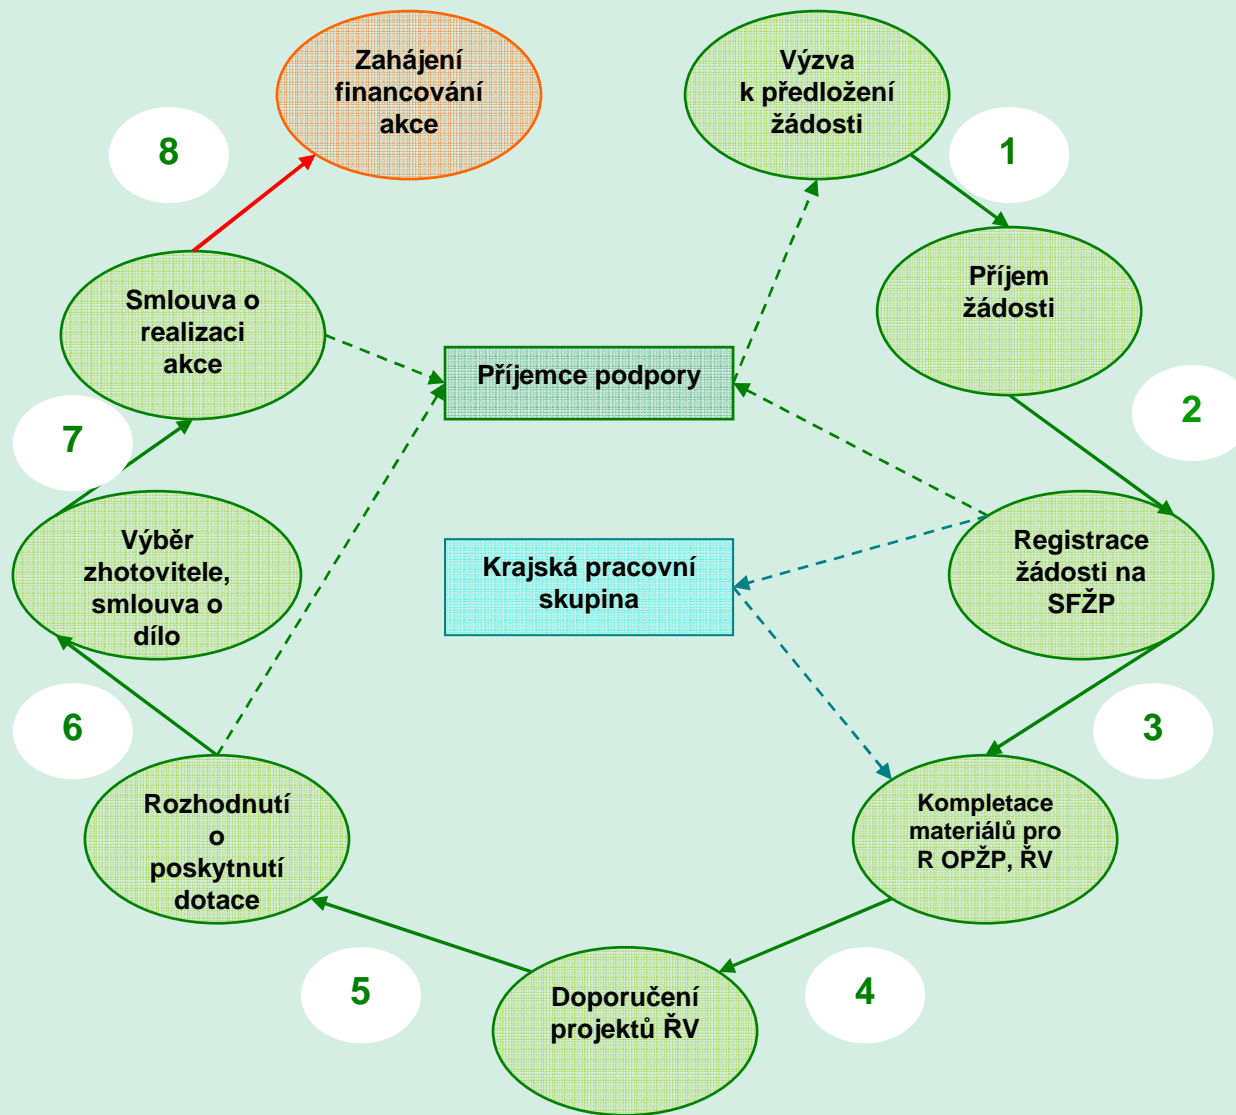 Zahájení
financování
akce
Výzva
k předložení
žádosti
8
1
Smlouva o
realizaci
akce
Příjem
žádosti
Příjemce podpory
7
2
Výběr
zhotovitele,
smlouva o
dílo
Krajská pracovní
skupina
Registrace
žádosti na
SFŽP
6
3
Rozhodnutí
o
poskytnutí
dotace
Kompletace
materiálů pro
R OPŽP, ŘV
5
4
Doporučení
projektů ŘV